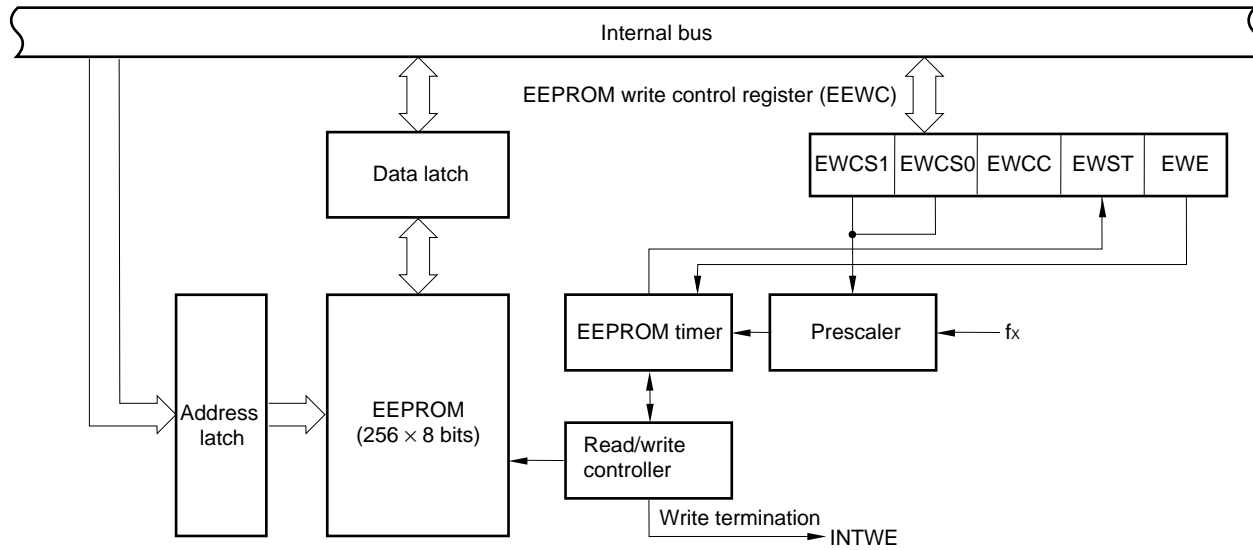 Internal bus
EEPROM write control register (EEWC)
Data latch
EWCS1 EWCS0 EWCC EWST EWE
EEPROM timer
Prescaler
fX
Address
latch
EEPROM
(256 × 8 bits)
Read/write
controller
Write termination
INTWE